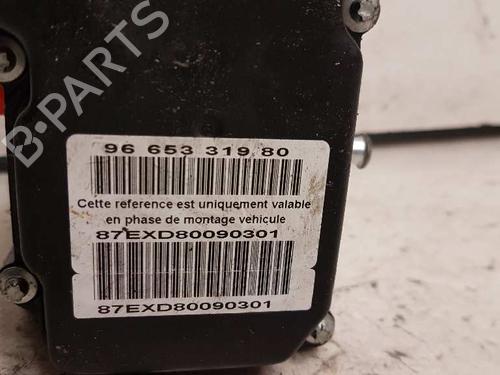 B-PARTS
96 653 319 80
Cette reference est uniquement valable
en phase de montage vehicule
87EXD80090301
87EXD80090301